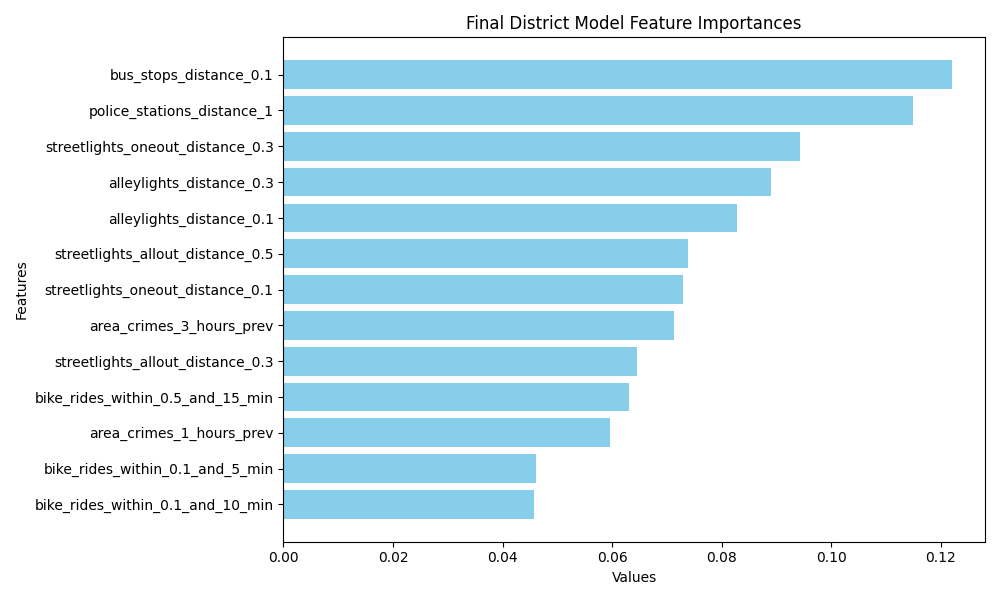 Final District Model Feature Importances
Features
bus_stops_distance_0.1
police_stations_distance_1
streetlights_oneout_distance_0.3
alleylights_distance_0.3
alleylights_distance_0.1
streetlights_allout_distance_0.5
streetlights_oneout_distance_0.1
area_crimes_3_hours_prev
streetlights_allout_distance_0.3
bike_rides_within_0.5_and_15_min
area_crimes_1_hours_prev
bike_rides_within_0.1_and_5_min
bike_rides_within_0.1_and_10_min
0.00 0.02 0.04 0.06 0.08 0.10 0.12
Values